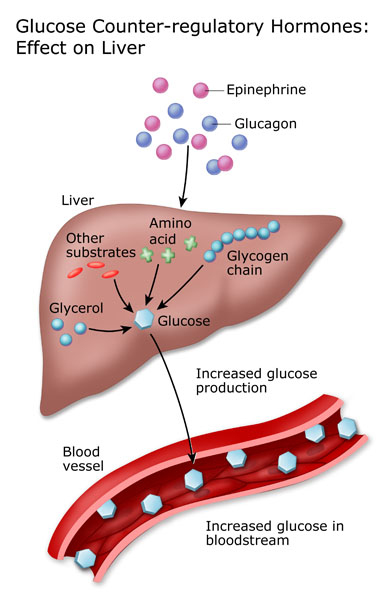 Glucose Counter-regulatory Hormones:
Effect on Liver
Epinephrine
Glucagon
Liver
Amino
acid
Other
substrates
Glycogen
chain
Glycerol
Glucose
Increased glucose
production
Blood
vessel
Increased glucose in
bloodstream